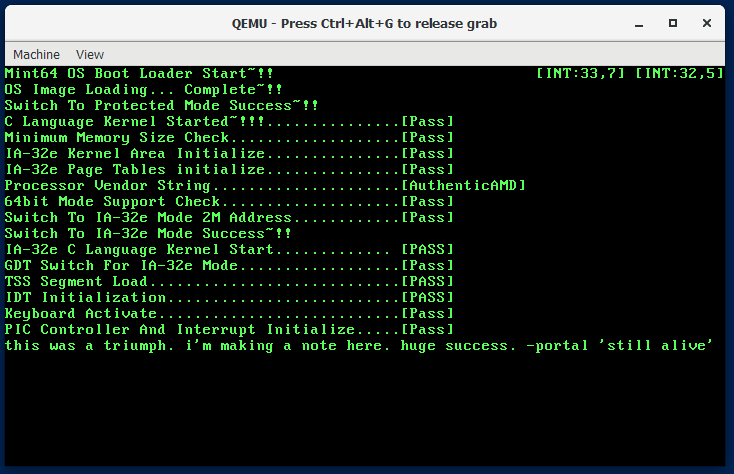 QEMU - Press Ctrl+Alt+G to release grab
Machine View
Mint64 OS Boot Loader Start~!! [INT:33,7] [INT:32,5]
OS Image Loading... Complete~!!
Switch To Protected Mode Success~!!
C Language Kernel Started~!!!...............[Pass]
Minimum Memory Size Check...................[Pass]
IA-32e Kernel Area Initialize...............[Pass]
IA-32e Page Tables initialize...............[Pass]
Processor Vendor String.....................[AuthenticAMD]
64bit Mode Support Check....................[Pass]
Switch To IA-32e Mode 2M Address............[Pass]
Switch To IA-32e Mode Success~!!
IA-32e C Language Kernel Start............. [PASS]
GDT Switch For IA-32e Mode..................[Pass]
TSS Segment Load............................[PASS]
IDT Initialization..........................[PASS]
Keyboard Activate...........................[Pass]
PIC Controller And Interrupt Initialize.....[Pass]
this was a triumph. i'm making a note here. huge success. -portal 'still alive'